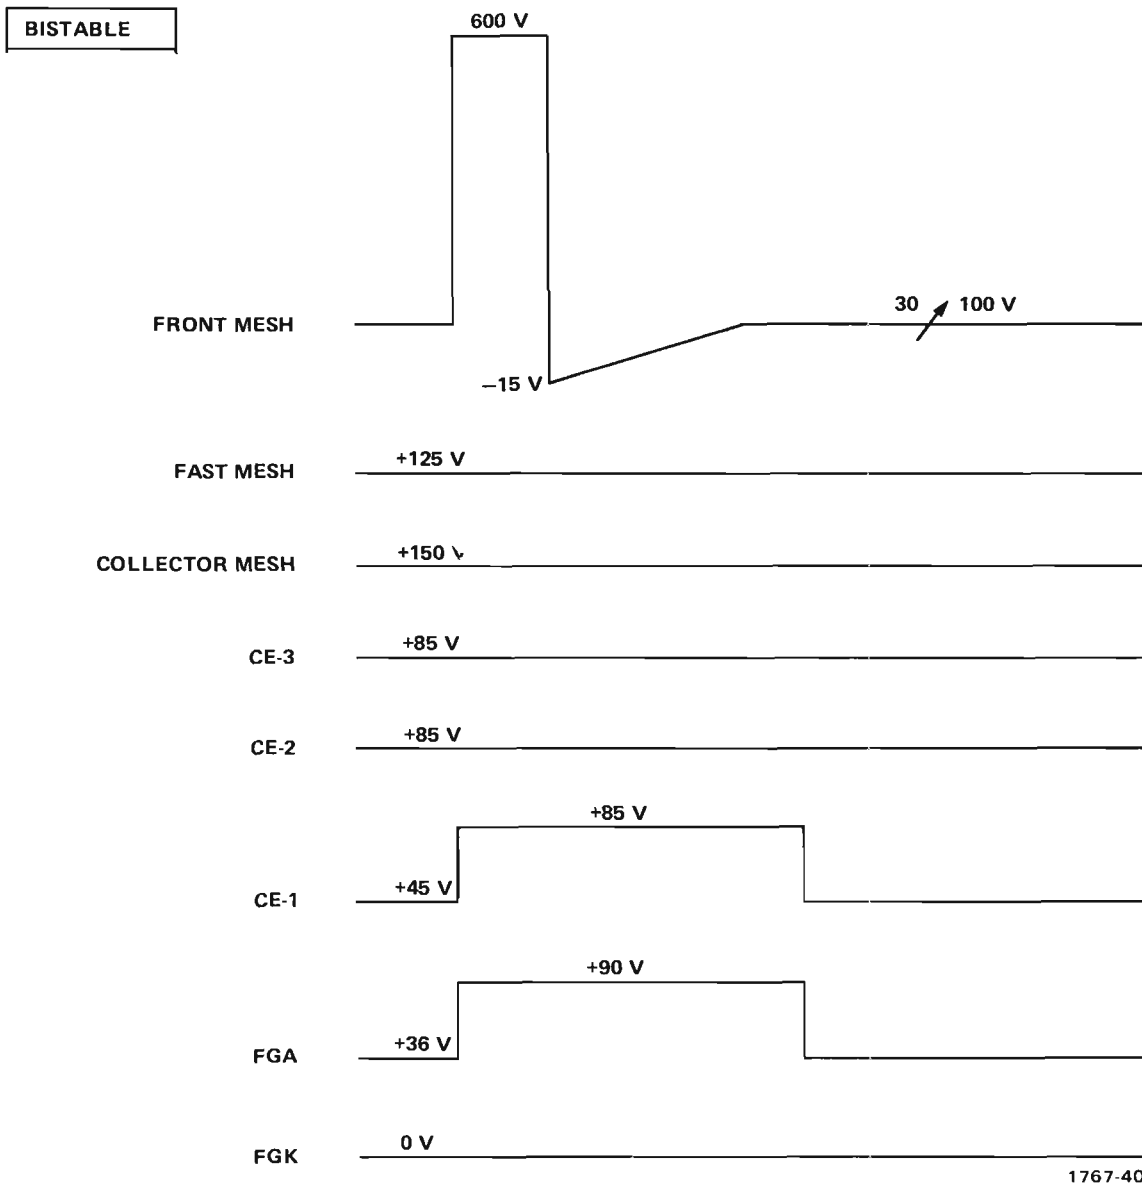 BISTABLE
600 V
FRONT MESH
30 100 V
−15 V
FAST MESH +125 V
COLLECTOR MESH +150 V
CE-3 +85 V
CE-2 +85 V
+85 V
CE-1 +45 V
+90 V
FGA +36 V
FGK 0 V
1767-40